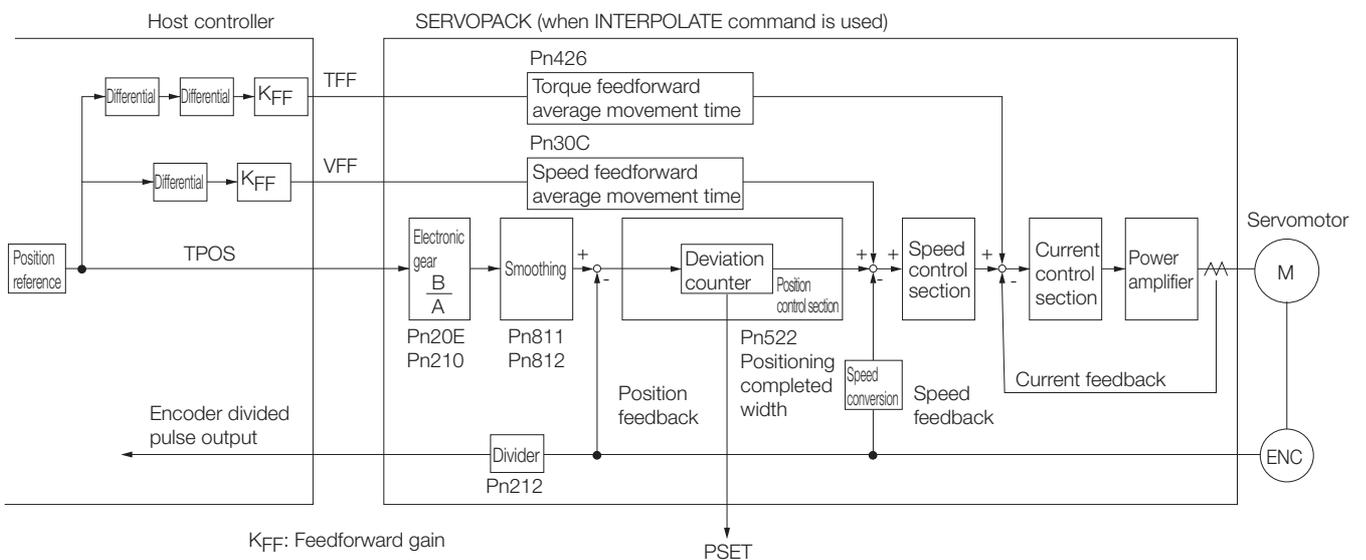 Host controller
SERVOPACK (when INTERPOLATE command is used)
Pn426
TFF
Differential
Differential
KFF
Torque feedforward
average movement time
Pn30C
VFF
Differential
KFF
Speed feedforward
average movement time
Position
reference
TPOS
Electronic
gear
B
A
Pn20E
Pn210
Smoothing
Pn811
Pn812
+
-
Deviation
counter
Position
control section
Pn522
Positioning
completed
width
+
+
-
Speed
control
section
+
-
Current
control
section
Power
amplifier
Servomotor
M
Current feedback
Speed
conversion
Speed
feedback
Position
feedback
Encoder divided
pulse output
Divider
Pn212
ENC
KFF: Feedforward gain
PSET